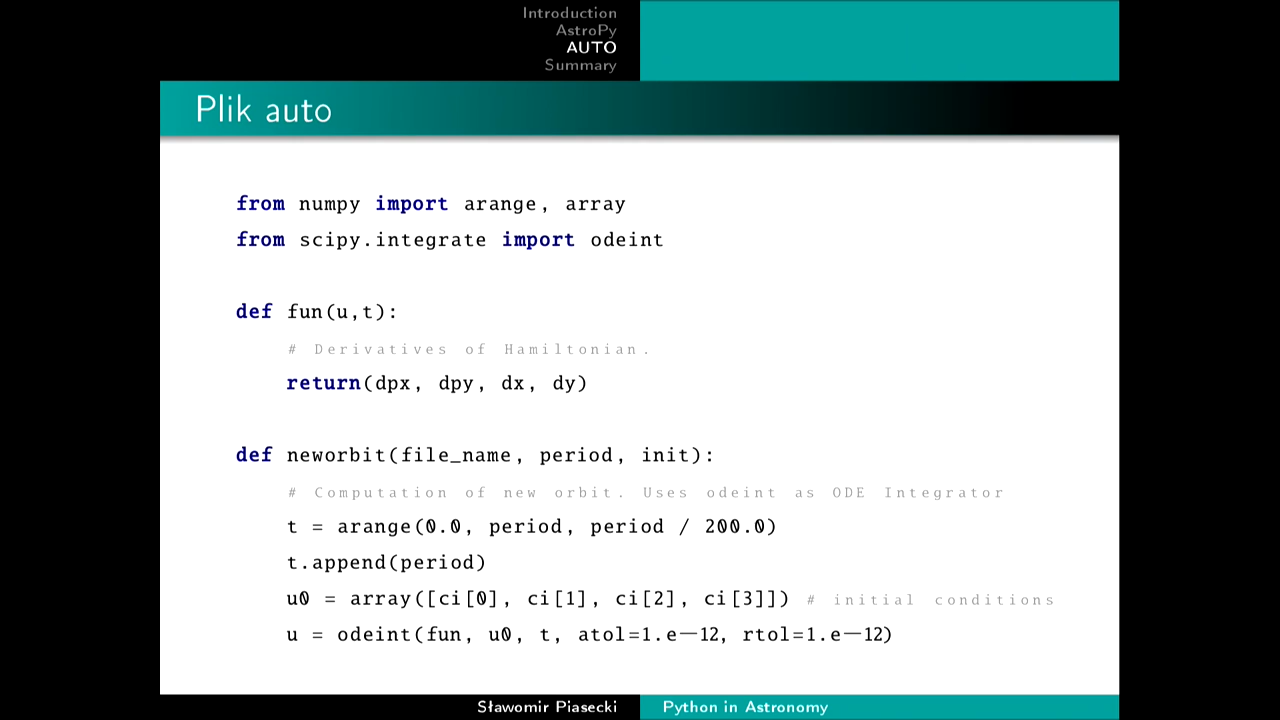 Introduction
AstroPy
AUTO
Summary
Plik auto
from numpy import arange, array
from scipy.integrate import odeint
def fun(u,t):
# Derivatives of Hamiltonian.
return(dpx, dpy, dx, dy)
def neworbit(file_name, period, init):
# Computation of new orbit. Uses odeint as ODE Integrator
t = arange(0.0, period, period / 200.0)
t.append(period)
u0 = array([ci[0], ci[1], ci[2], ci[3]]) # initial conditions
u = odeint(fun, u0, t, atol=1.e−12, rtol=1.e−12)
Sławomir Piasecki
Python in Astronomy